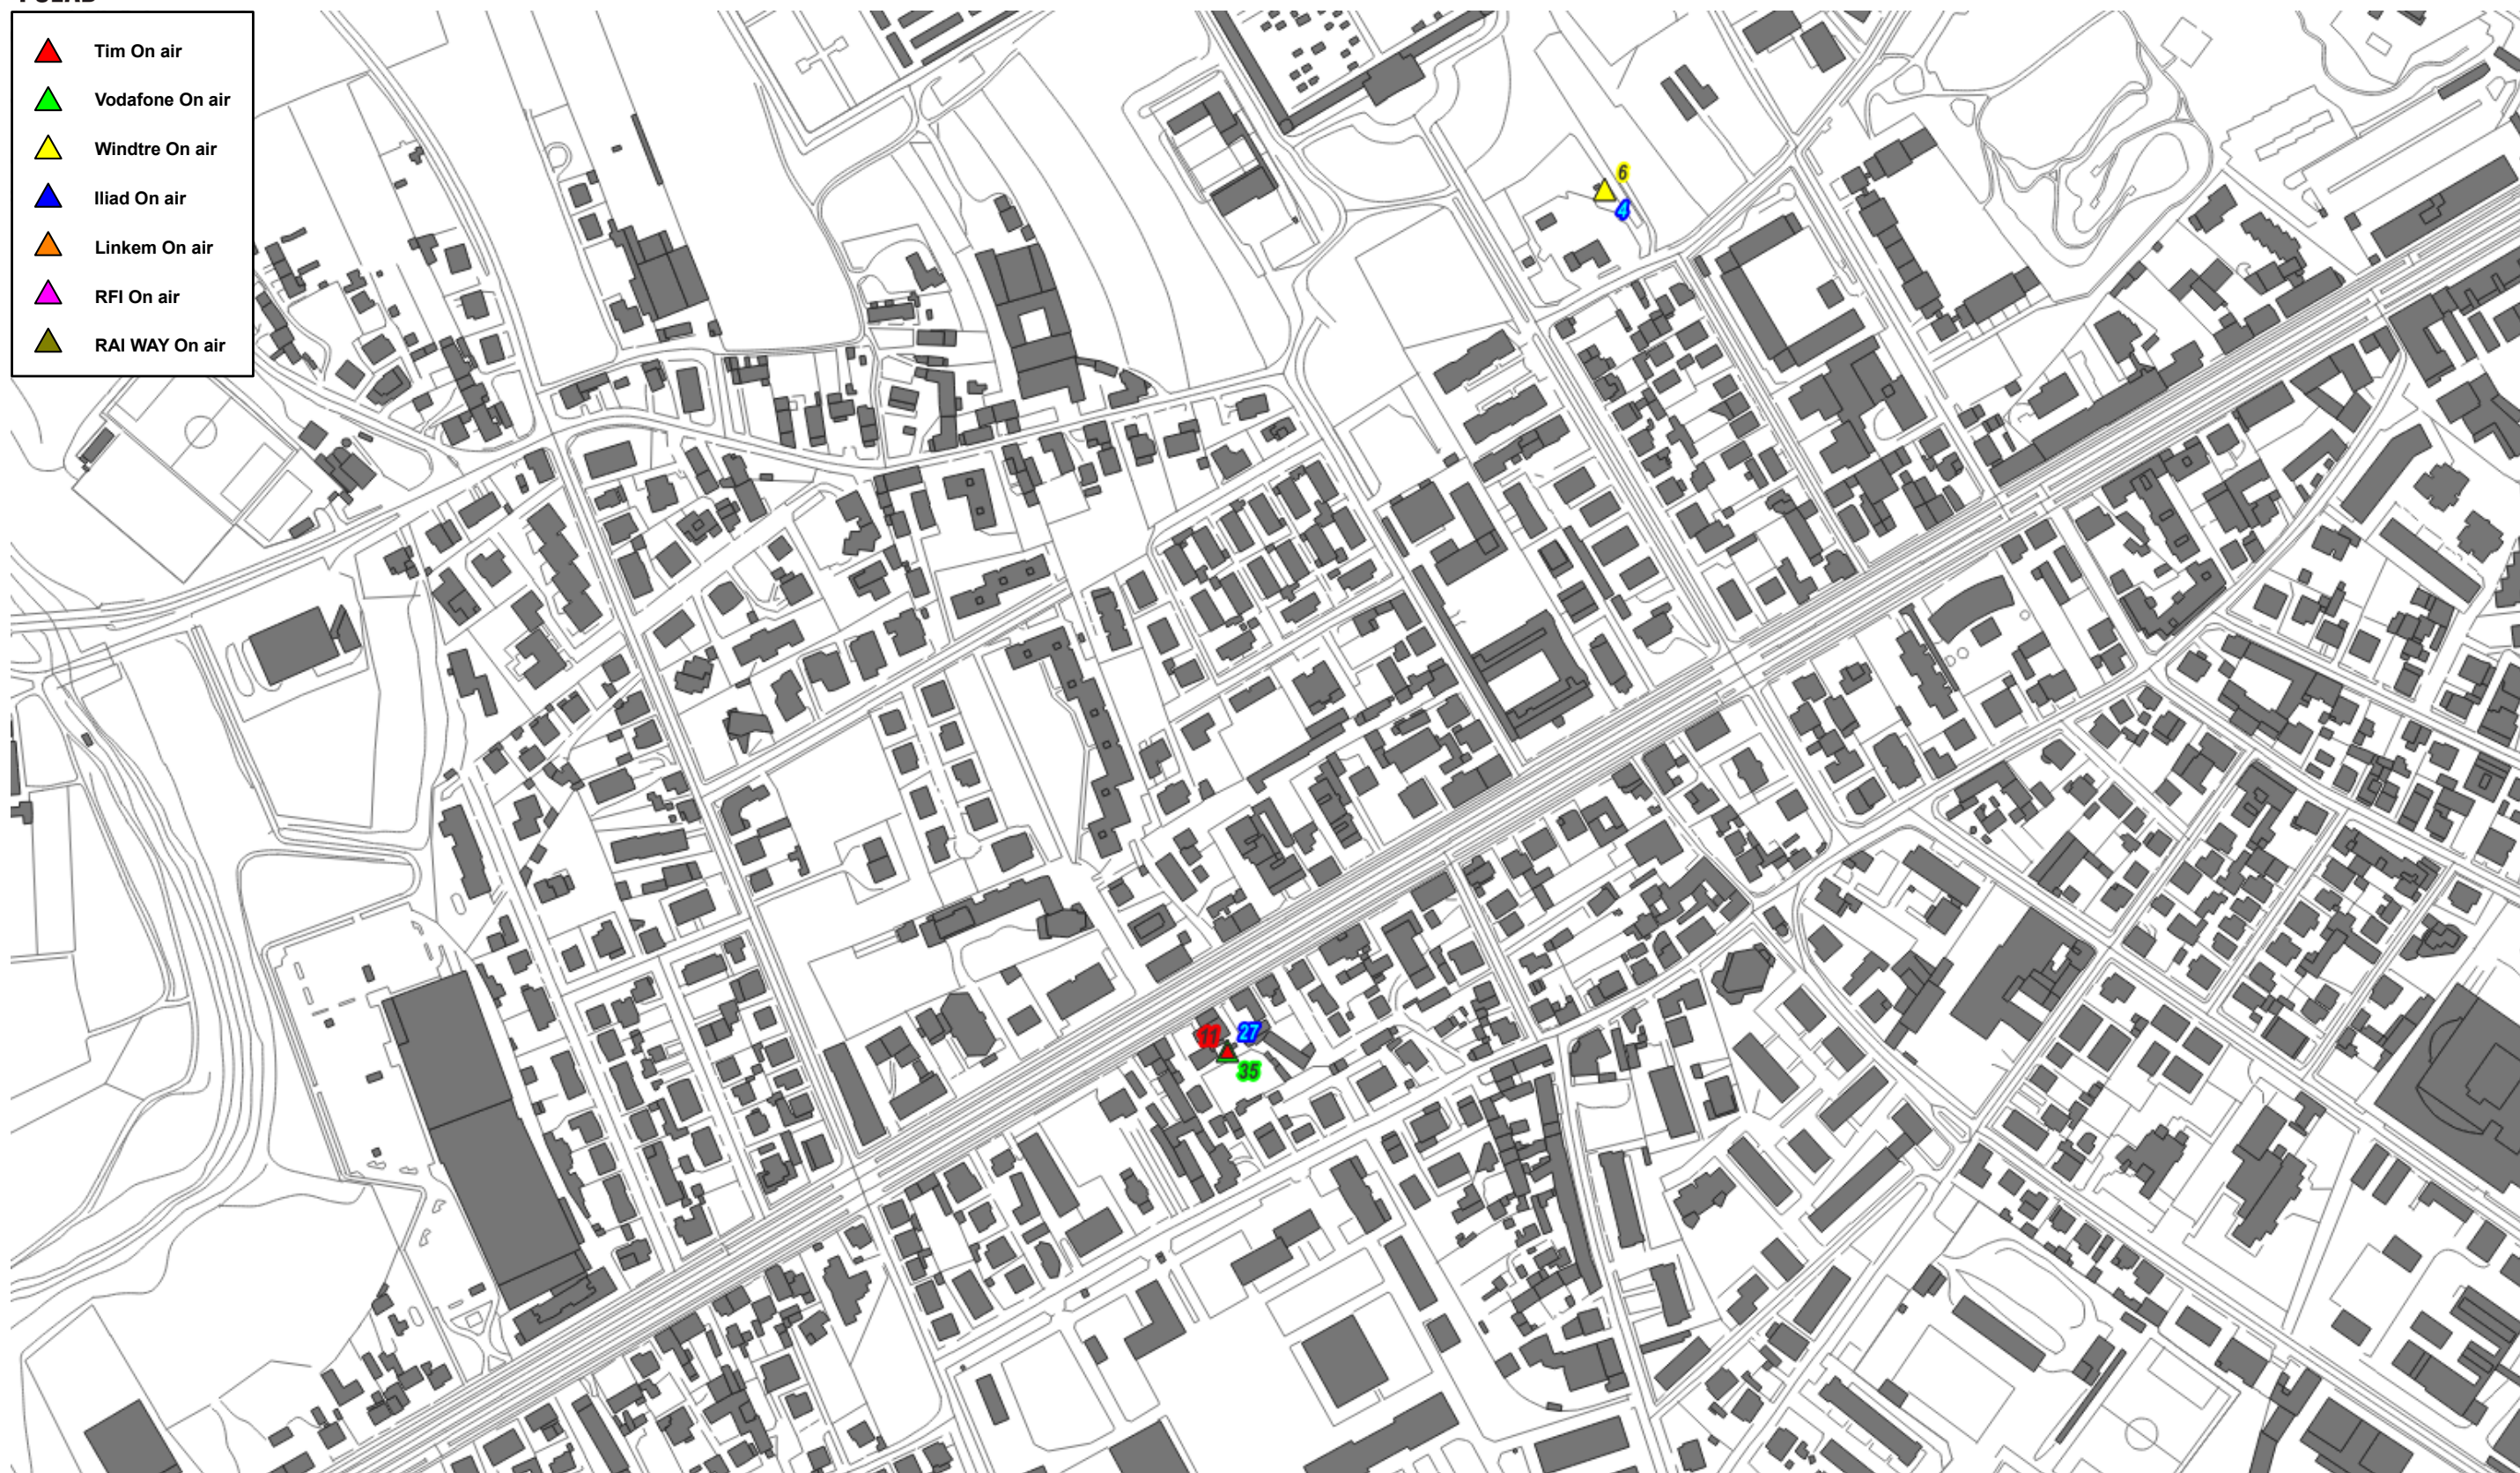 Tim On air
Vodafone On air
Windtre On air
Iliad On air
Linkem On air
RFI On air
RAI WAY On air
6
4
11
27
35